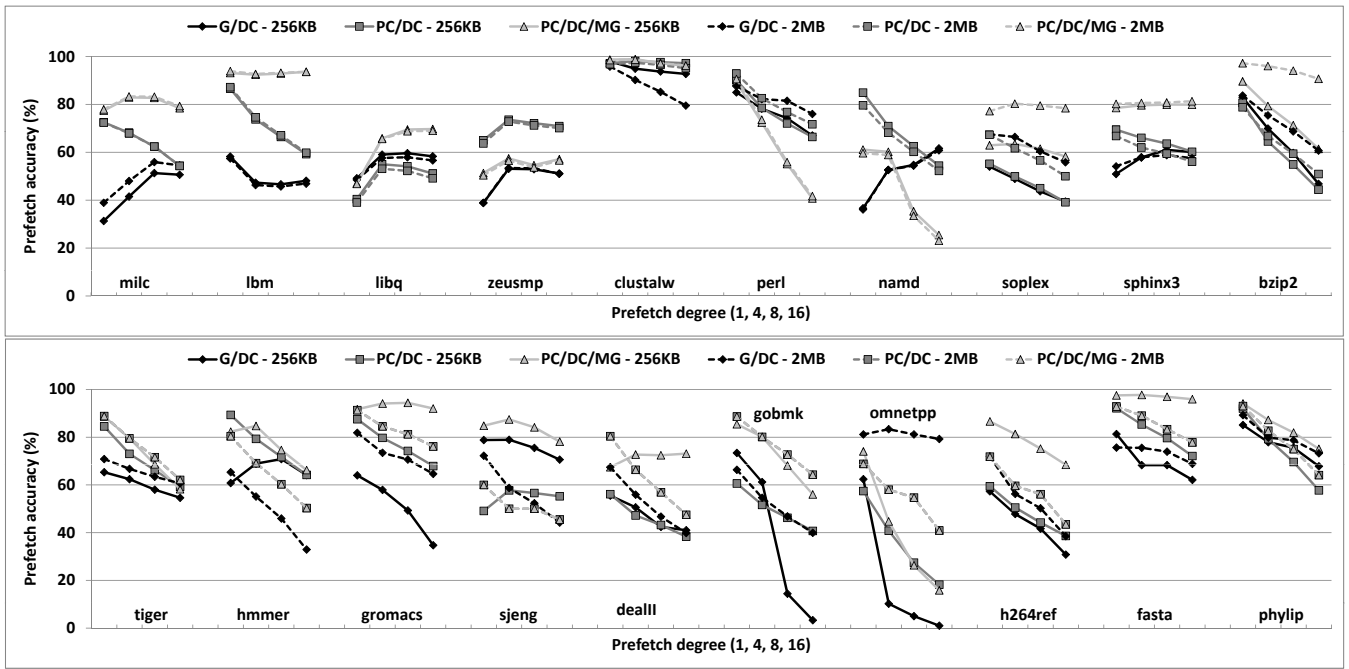 G/DC - 256KB PC/DC - 256KB PC/DC/MG - 256KB G/DC - 2MB PC/DC - 2MB PC/DC/MG - 2MB
Prefetch accuracy (%)
100
80
60
40
20
0
milc lbm libq zeusmp clustalw perl namd soplex sphinx3 bzip2
Prefetch degree (1, 4, 8, 16)
G/DC - 256KB PC/DC - 256KB PC/DC/MG - 256KB G/DC - 2MB PC/DC - 2MB PC/DC/MG - 2MB
Prefetch accuracy (%)
100
80
60
40
20
0
gobmk omnetpp
tiger hmmer gromacs sjeng dealII h264ref fasta phylip
Prefetch degree (1, 4, 8, 16)